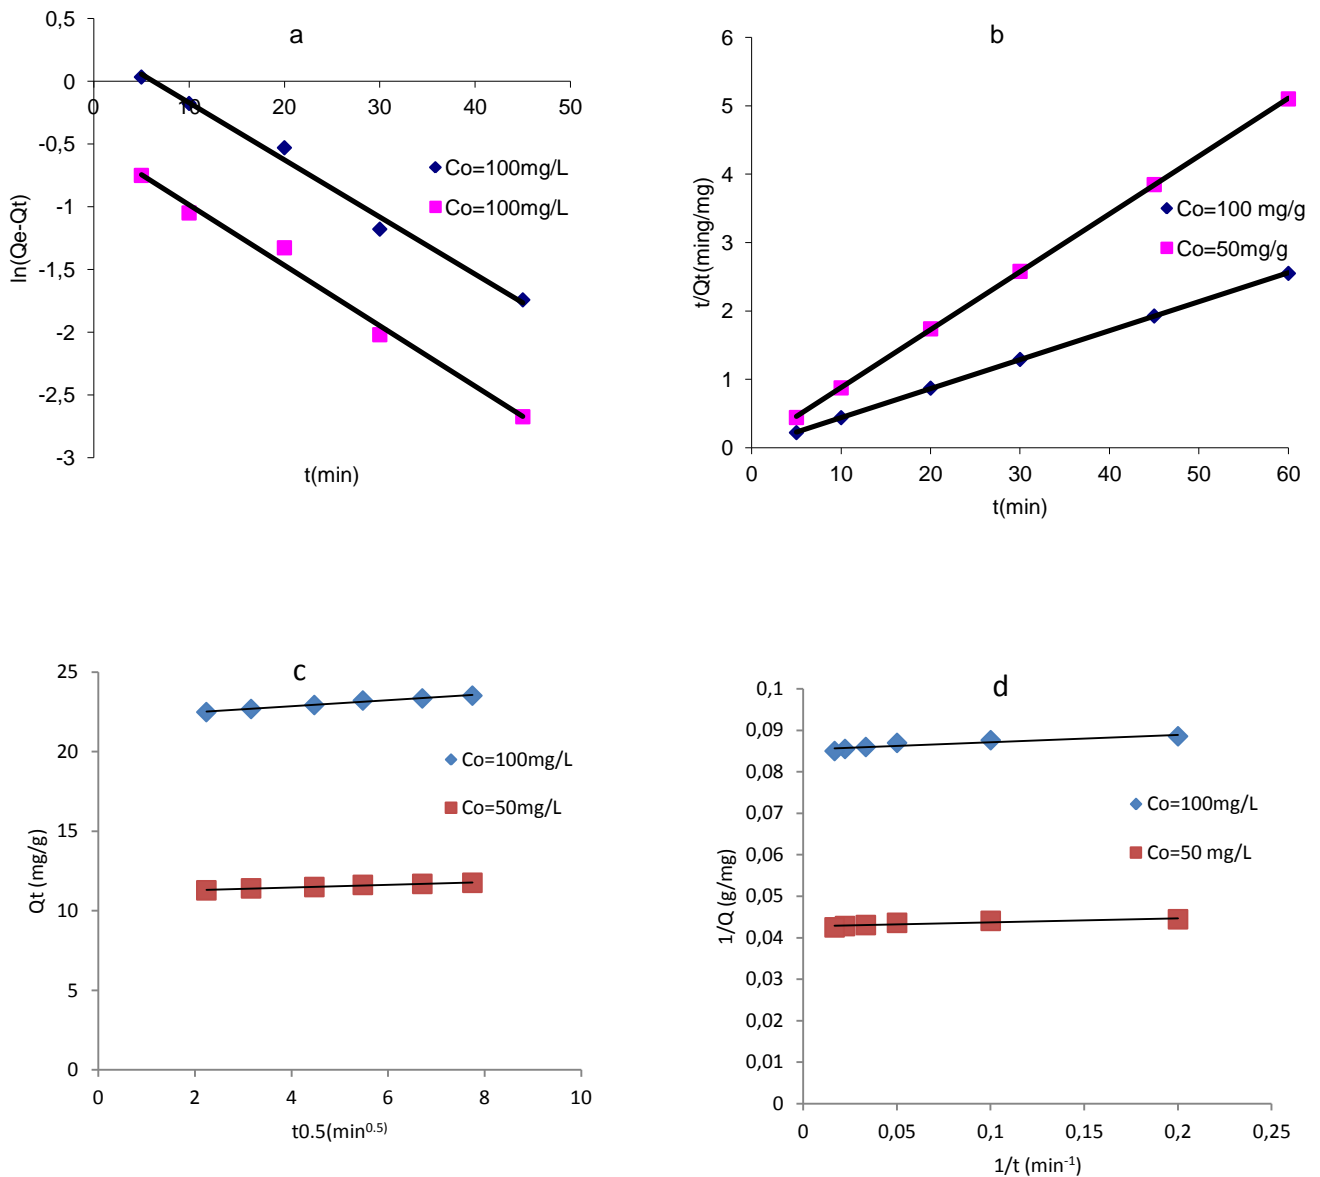 a
0,5
0
-0,5
-1
-1,5
-2
-2,5
-3
0
10
20
30
40
50
ln(Qe-Qt)
t(min)
Co=100mg/L
Co=100mg/L
b
6
5
4
3
2
1
0
0
10
20
30
40
50
60
t/Qt(ming/mg)
t(min)
Co=100 mg/g
Co=50mg/g
c
25
20
15
10
5
0
0
2
4
6
8
10
Qt (mg/g)
t0.5(min^0.5)
Co=100mg/L
Co=50mg/L
d
0,1
0,09
0,08
0,07
0,06
0,05
0,04
0,03
0,02
0,01
0
0
0,05
0,1
0,15
0,2
0,25
1/Q (g/mg)
1/t (min⁻¹)
Co=100mg/L
Co=50 mg/L